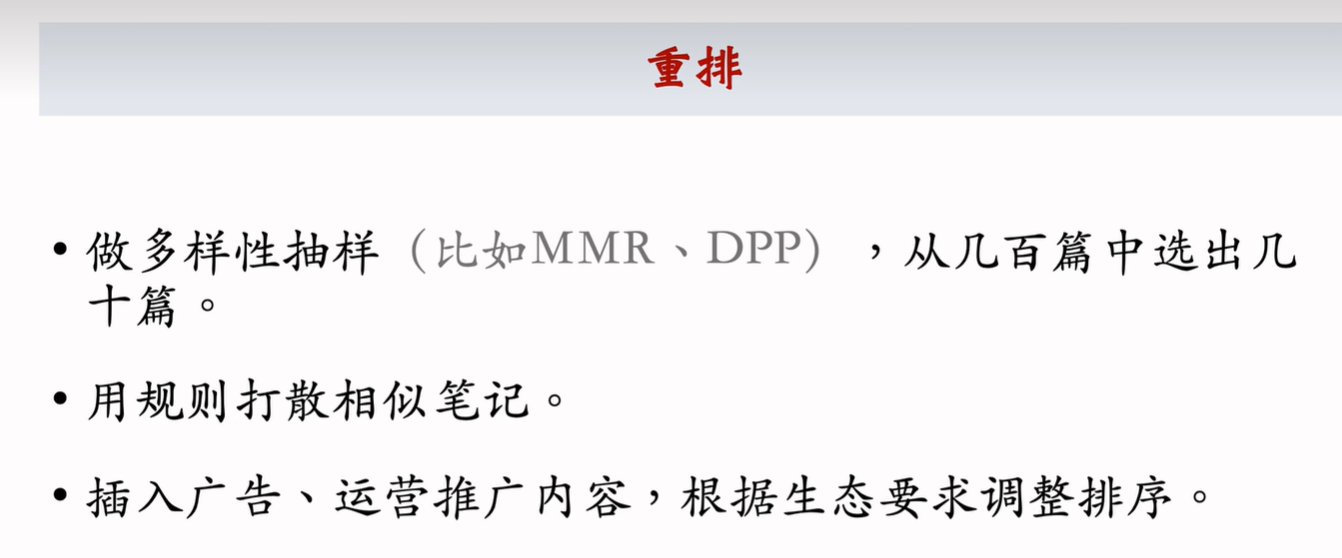 重排
• 做多样性抽样（比如MMR、DPP），从几百篇中选出几
十篇。
• 用规则打散相似笔记。
• 插入广告、运营推广内容，根据生态要求调整排序。